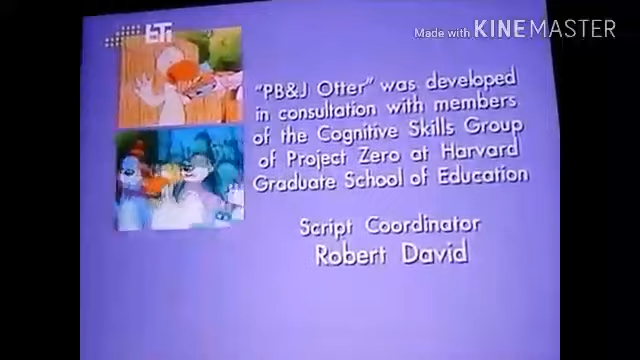 Made with KINEMASTER
bTi
"PB&J Otter" was developed
in consultation with members
of the Cognitive Skills Group
of Project Zero at Harvard
Graduate School of Education
Script Coordinator
Robert David